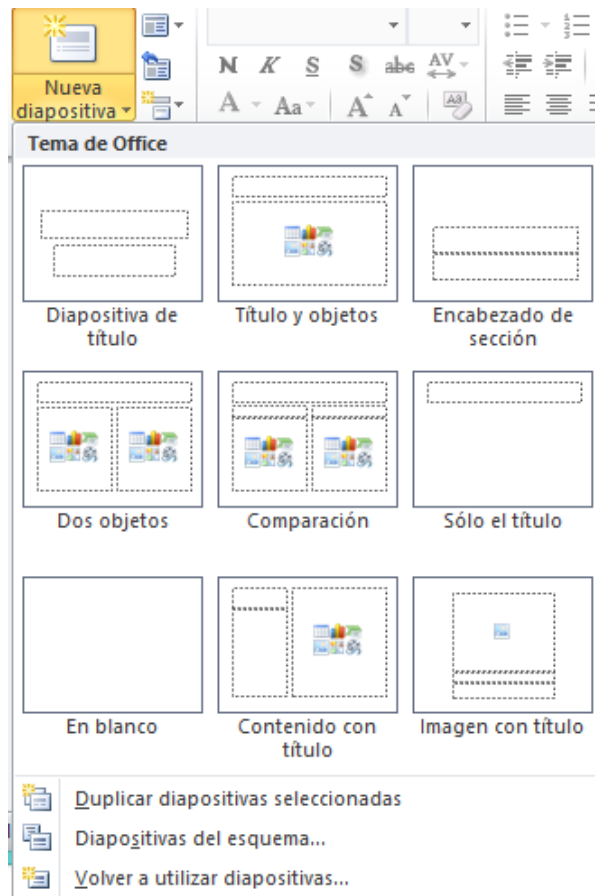 Nueva
diapositiva
N K S S abc AV
A Aa A A Aa
Tema de Office
Diapositiva de
título
Título y objetos
Encabezado de
sección
Dos objetos
Comparación
Sólo el título
En blanco
Contenido con
título
Imagen con título
Duplicar diapositivas seleccionadas
Diapositivas del esquema...
Volver a utilizar diapositivas...